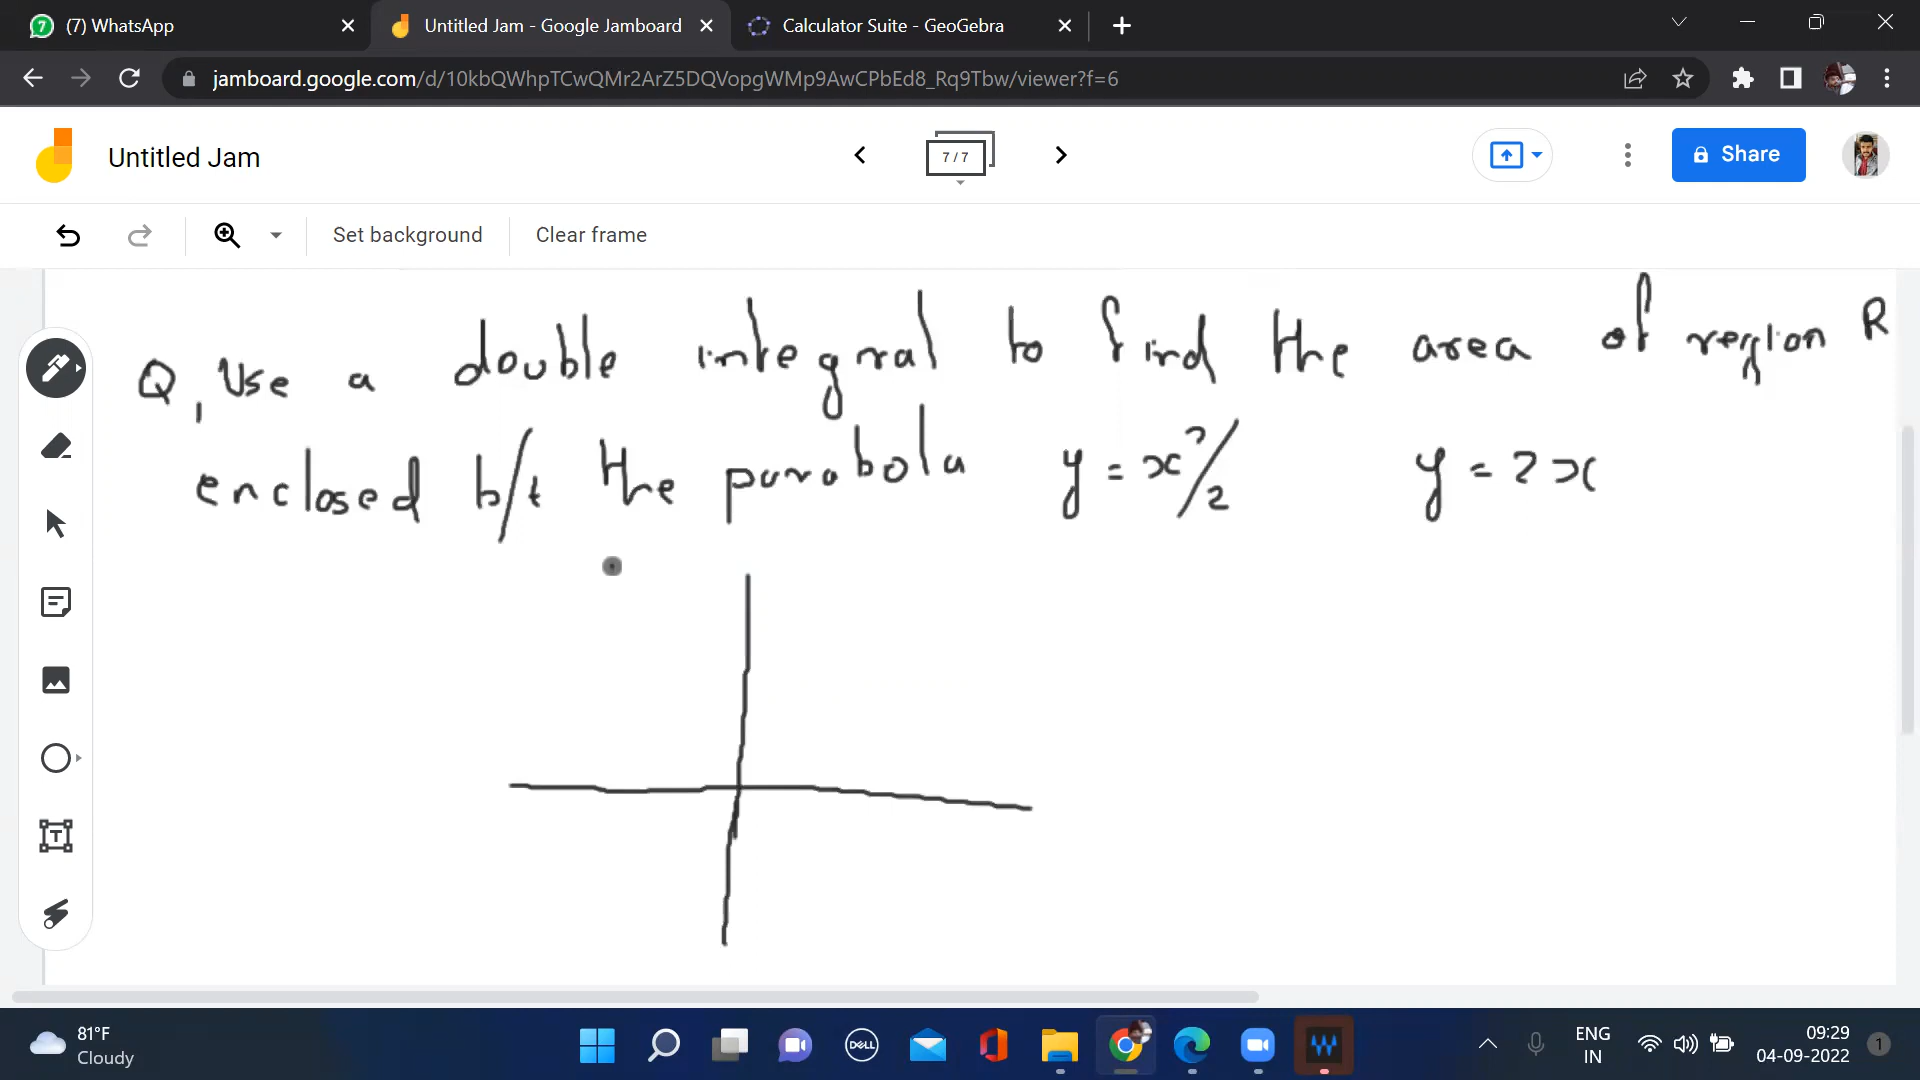 (7) WhatsApp
Untitled Jam - Google Jamboard
Calculator Suite - GeoGebra
jamboard.google.com/d/10kbQWhpTCwQMr2ArZ5DQVopgWMp9AwCPbEd8_Rq9Tbw/viewer?f=6
Untitled Jam
7 / 7
Share
Set background
Clear frame
Q, Use a double integral to find the area of region R
enclosed b/t the parabola y = x²/2 y = 2x
81°F
Cloudy
DELL
ENG
IN
09:29
04-09-2022
1